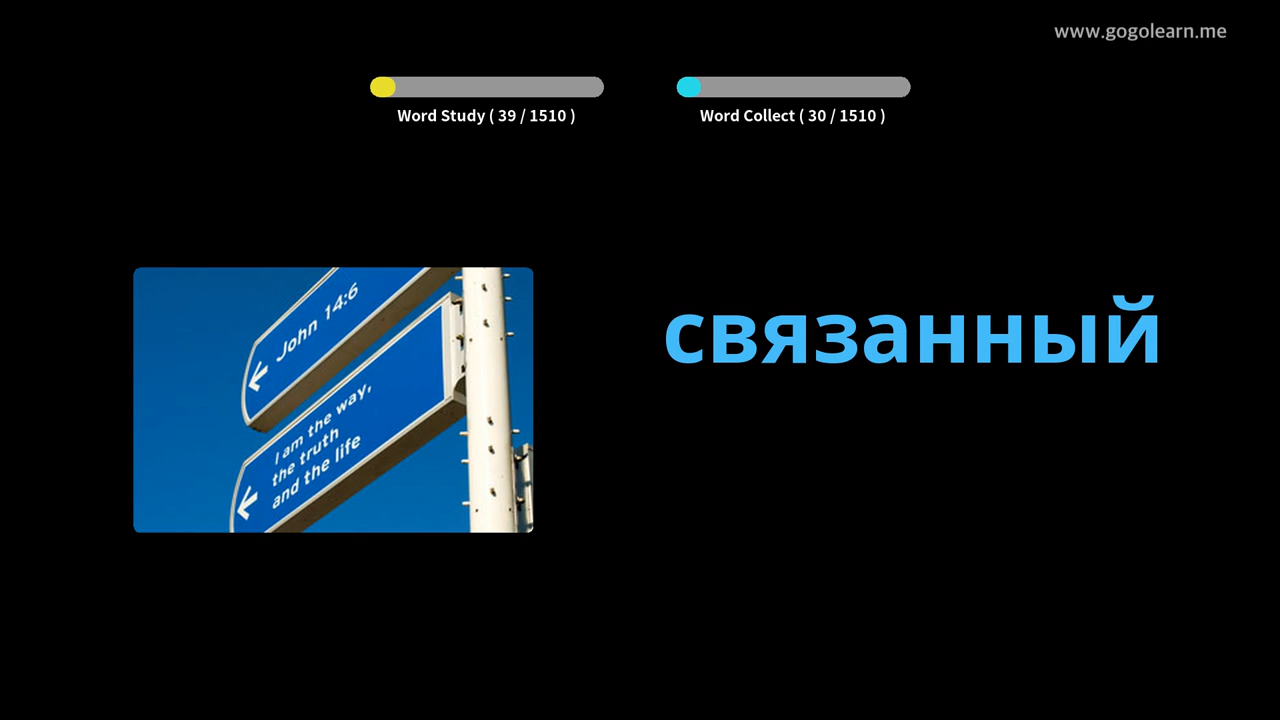 www.gogolearn.me
Word Study ( 39 / 1510 )
Word Collect ( 30 / 1510 )
John 14:6
I am the way,
the truth
and the life
связанный